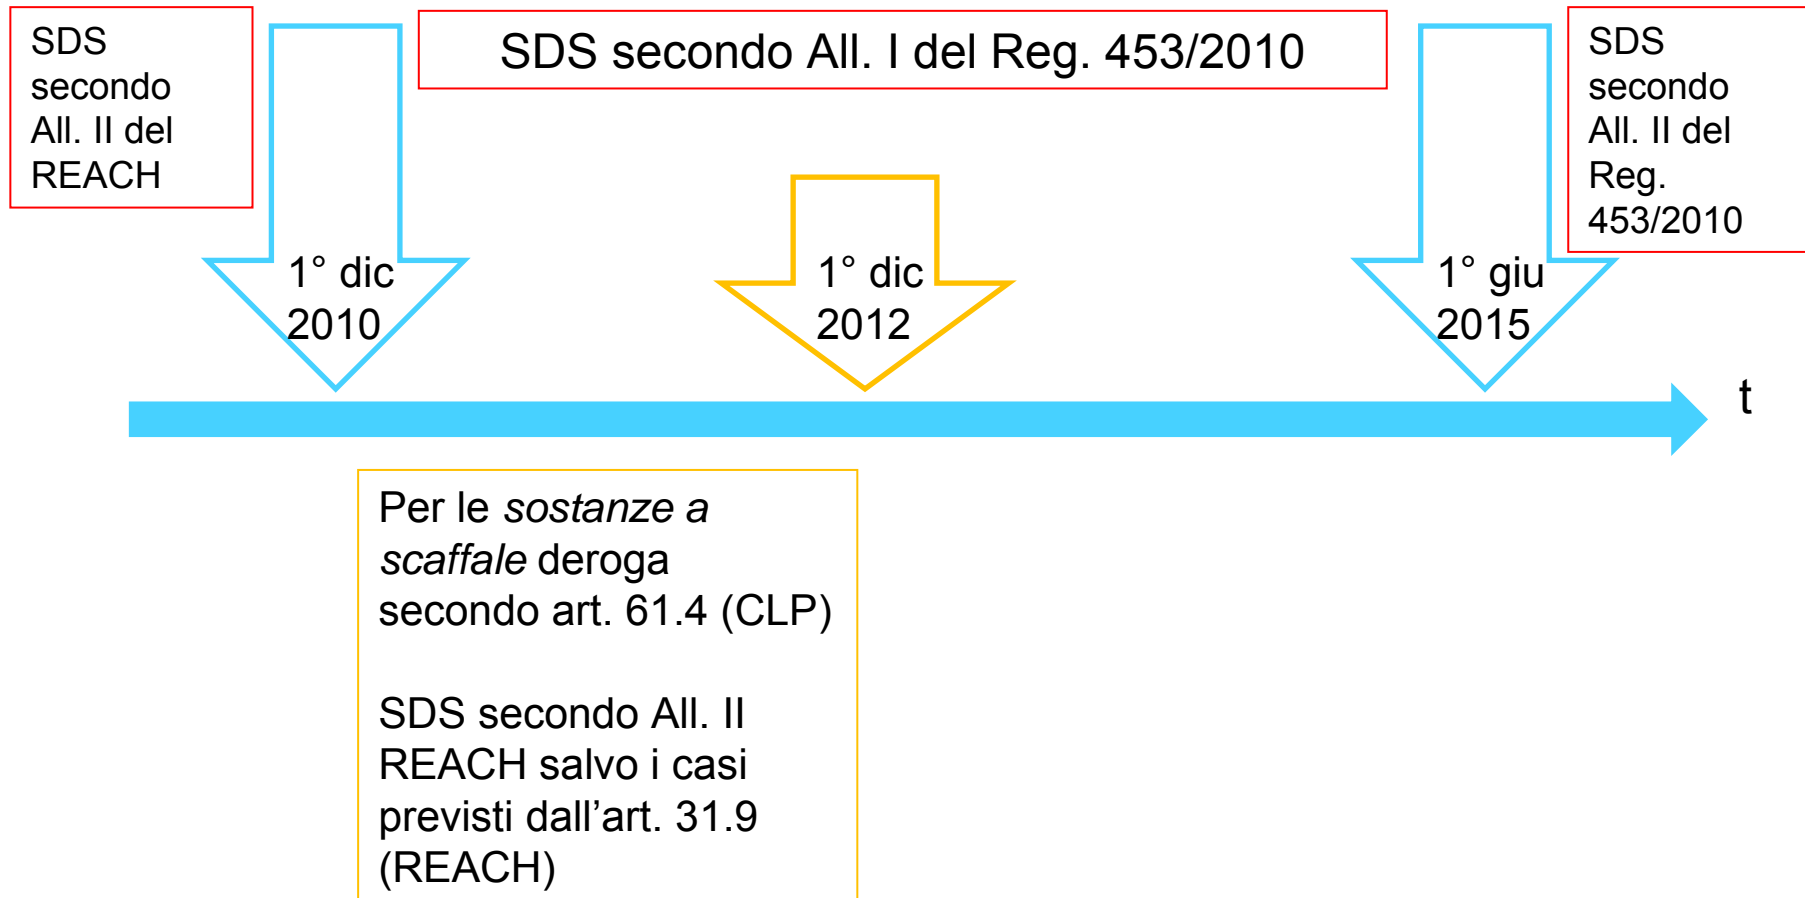 SDS
secondo
All. II del
REACH
SDS secondo All. I del Reg. 453/2010
SDS
secondo
All. II del
Reg.
453/2010
1° dic
2010
1° dic
2012
1° giu
2015
t
Per le sostanze a
scaffale deroga
secondo art. 61.4 (CLP)
SDS secondo All. II
REACH salvo i casi
previsti dall’art. 31.9
(REACH)